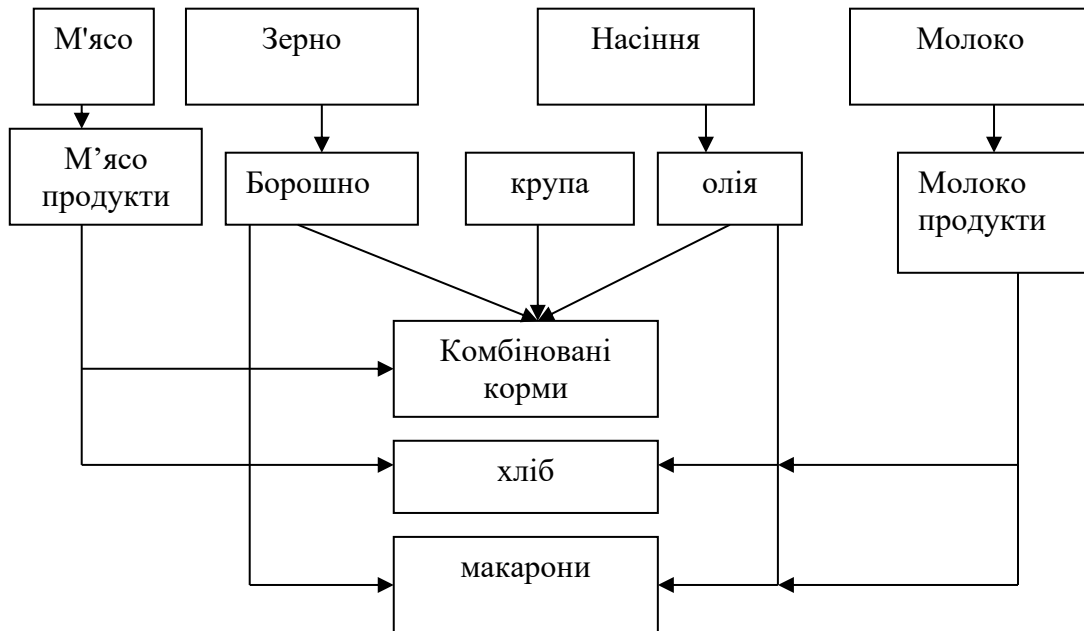 М'ясо
Зерно
Насіння
Молоко
М’ясо
продукти
Борошно
крупа
олія
Молоко
продукти
Комбіновані
корми
хліб
макарони